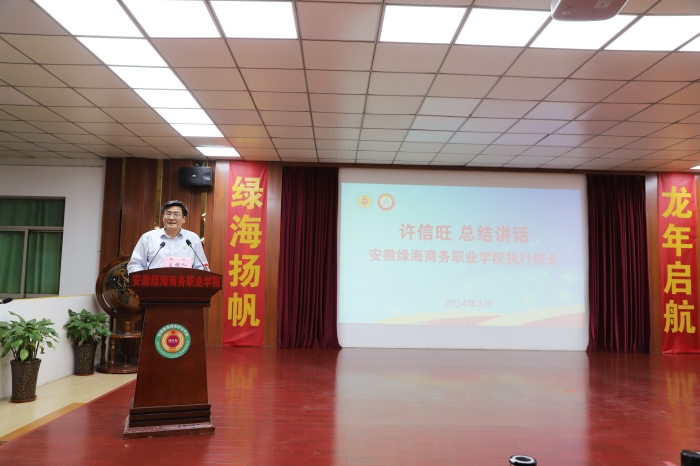 绿海扬帆
许信旺 总结讲话
安徽绿海商务职业学院执行校长
2024年3月
龙年启航
安徽绿海商务职业学院